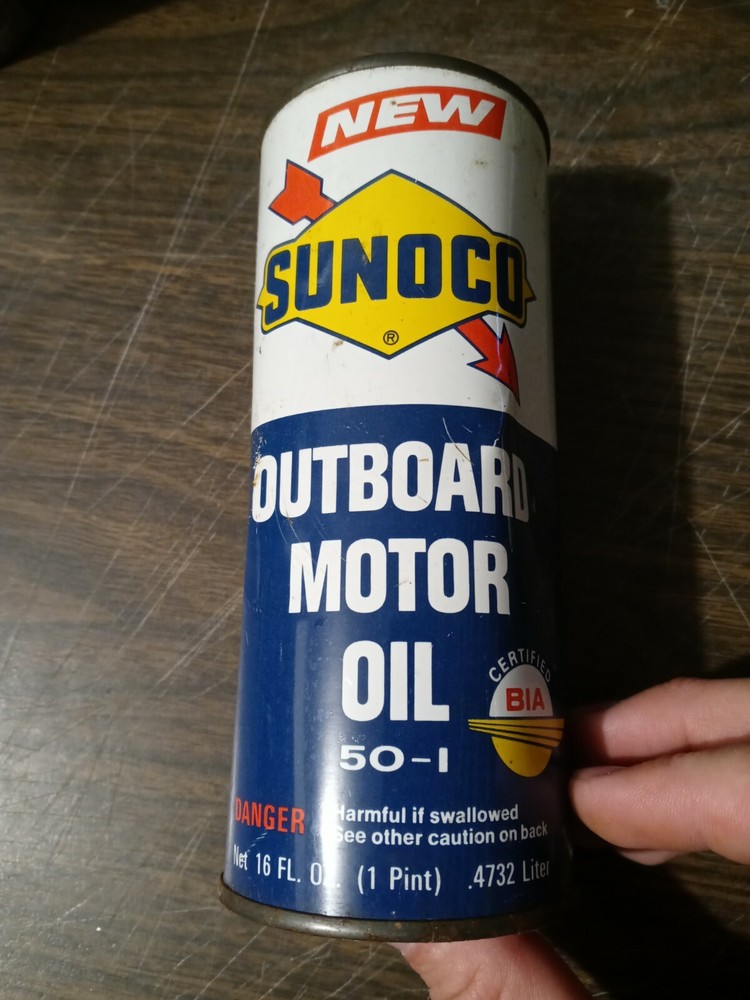 NEW
SUNOCO
®
OUTBOARD
MOTOR
OIL
CERTIFIED
BIA
50-1
DANGER Harmful if swallowed
See other caution on back
Net 16 FL. OZ. (1 Pint) .4732 Liter